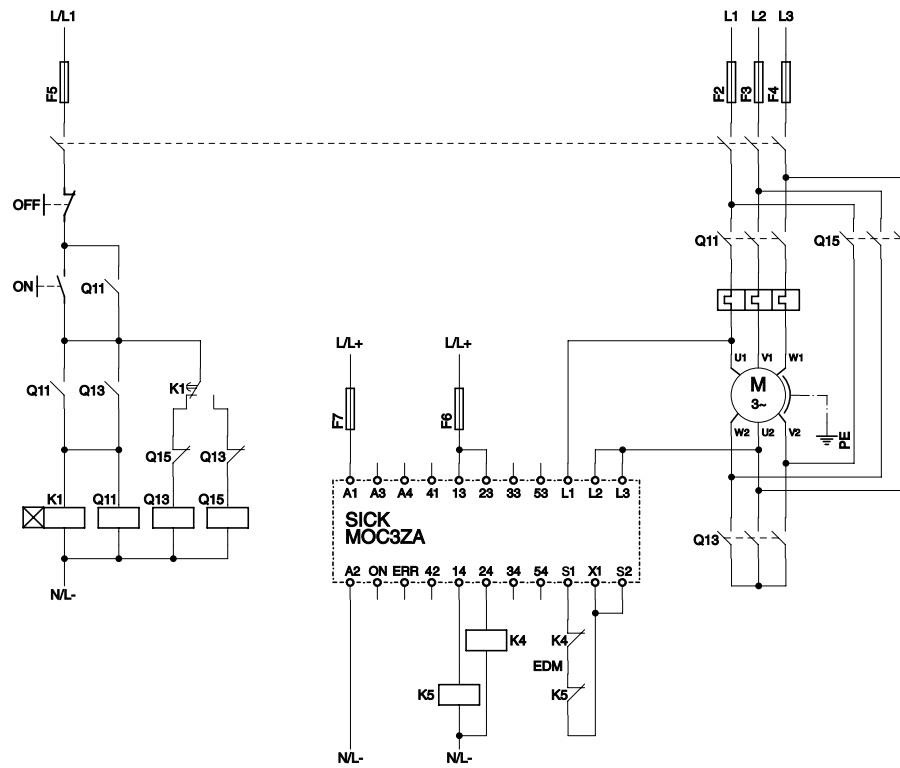 L/L1 L1 L2 L3
F5 F2 F3 F4
OFF
Q11 Q15
ON Q11
L/L+ L/L+
U1 V1 W1
Q11 Q13 K1 M
3~
F7 F6
W2 U2 V2 PE
Q15 Q13
A1 A3 A4 41 13 23 33 53 L1 L2 L3
K1 Q11 Q13 Q15
SICK
MOC3ZA
Q13
A2 ON ERR 42 14 24 34 54 S1 X1 S2
N/L-
K4 K4
EDM
K5 K5
N/L- N/L-